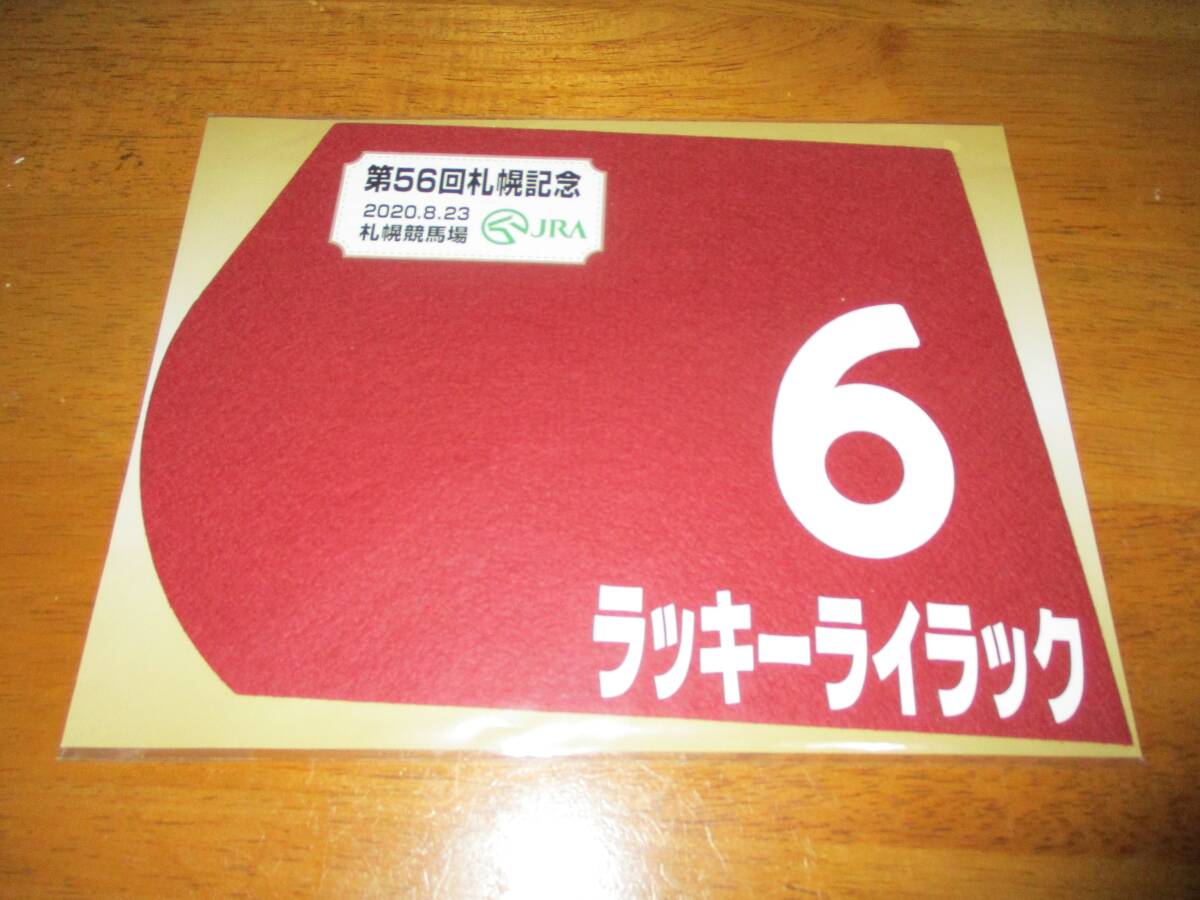 第56回札幌記念
2020.8.23
札幌競馬場
JRA
6
ラッキーライラック